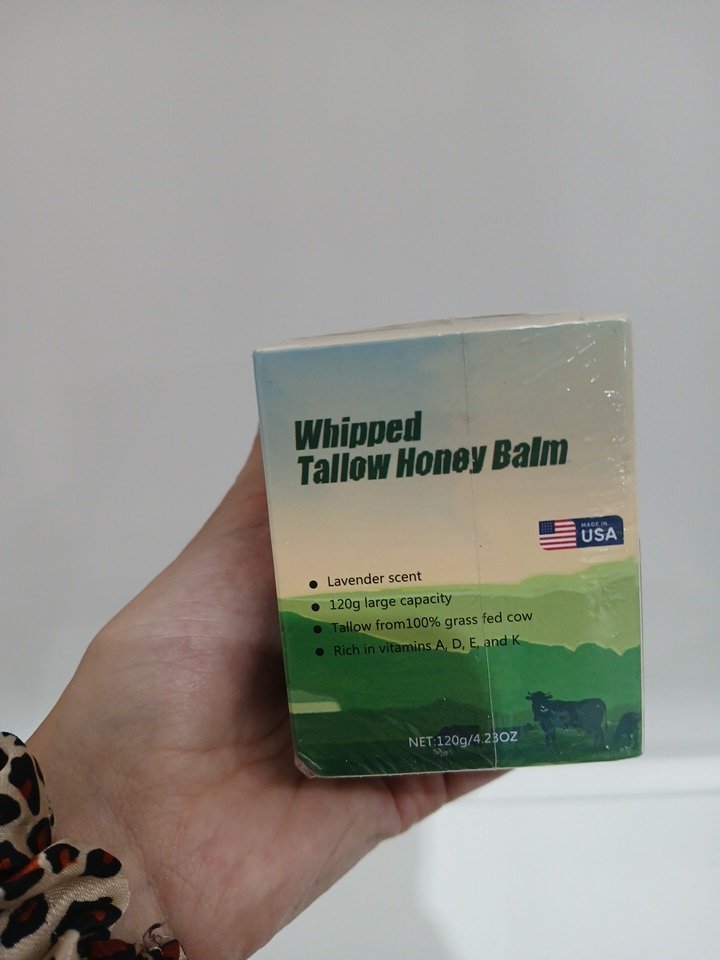 Whipped
Tallow Honey Balm
MADE IN
USA
Lavender scent
120g large capacity
Tallow from100% grass fed cow
Rich in vitamins A, D, E, and K
NET:120g/4.23OZ